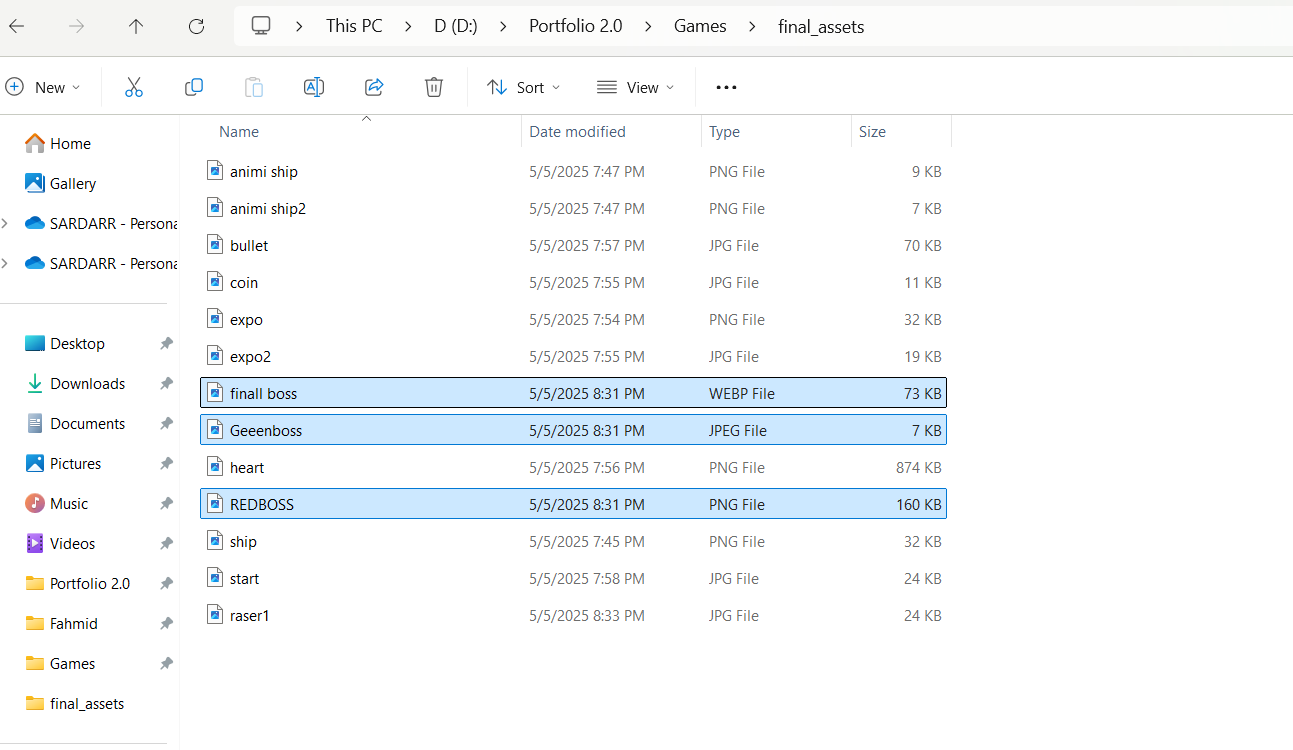 This PC > D (D:) > Portfolio 2.0 > Games > final_assets
New Sort View
Name Date modified Type Size
Home
Gallery
SARDARR - Persona
SARDARR - Persona
Desktop
Downloads
Documents
Pictures
Music
Videos
Portfolio 2.0
Fahmid
Games
final_assets
animi ship 5/5/2025 7:47 PM PNG File 9 KB
animi ship2 5/5/2025 7:47 PM PNG File 7 KB
bullet 5/5/2025 7:57 PM JPG File 70 KB
coin 5/5/2025 7:55 PM JPG File 11 KB
expo 5/5/2025 7:54 PM PNG File 32 KB
expo2 5/5/2025 7:55 PM JPG File 19 KB
finall boss 5/5/2025 8:31 PM WEBP File 73 KB
Geeenboss 5/5/2025 8:31 PM JPEG File 7 KB
heart 5/5/2025 7:56 PM PNG File 874 KB
REDBOSS 5/5/2025 8:31 PM PNG File 160 KB
ship 5/5/2025 7:45 PM PNG File 32 KB
start 5/5/2025 7:58 PM JPG File 24 KB
raser1 5/5/2025 8:33 PM JPG File 24 KB